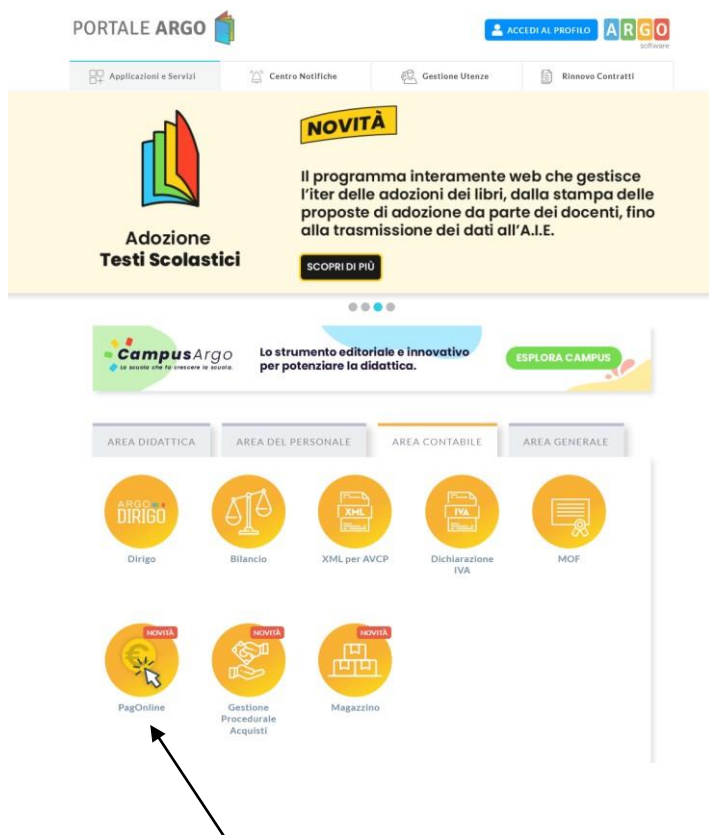 PORTALE ARGO
ACCEDI AL PROFILO
ARGO
software
Applicazioni e Servizi
Centro Notifiche
Gestione Utenze
Rinnovo Contratti
NOVITÀ
Il programma interamente web che gestisce
l'iter delle adozioni dei libri, dalla stampa delle
proposte di adozione da parte dei docenti, fino
alla trasmissione dei dati all'A.I.E.
Adozione
Testi Scolastici
SCOPRI DI PIÙ
CampusArgo
La scuola che fa crescere la scuola.
Lo strumento editoriale e innovativo
per potenziare la didattica.
ESPLORA CAMPUS
AREA DIDATTICA
AREA DEL PERSONALE
AREA CONTABILE
AREA GENERALE
ARGO
DIRIGO
XML
IVA
Dirigo
Bilancio
XML per AVCP
Dichiarazione
IVA
MOF
NOVITÀ
NOVITÀ
NOVITÀ
€
PagOnline
Gestione
Procedurale
Acquisti
Magazzino